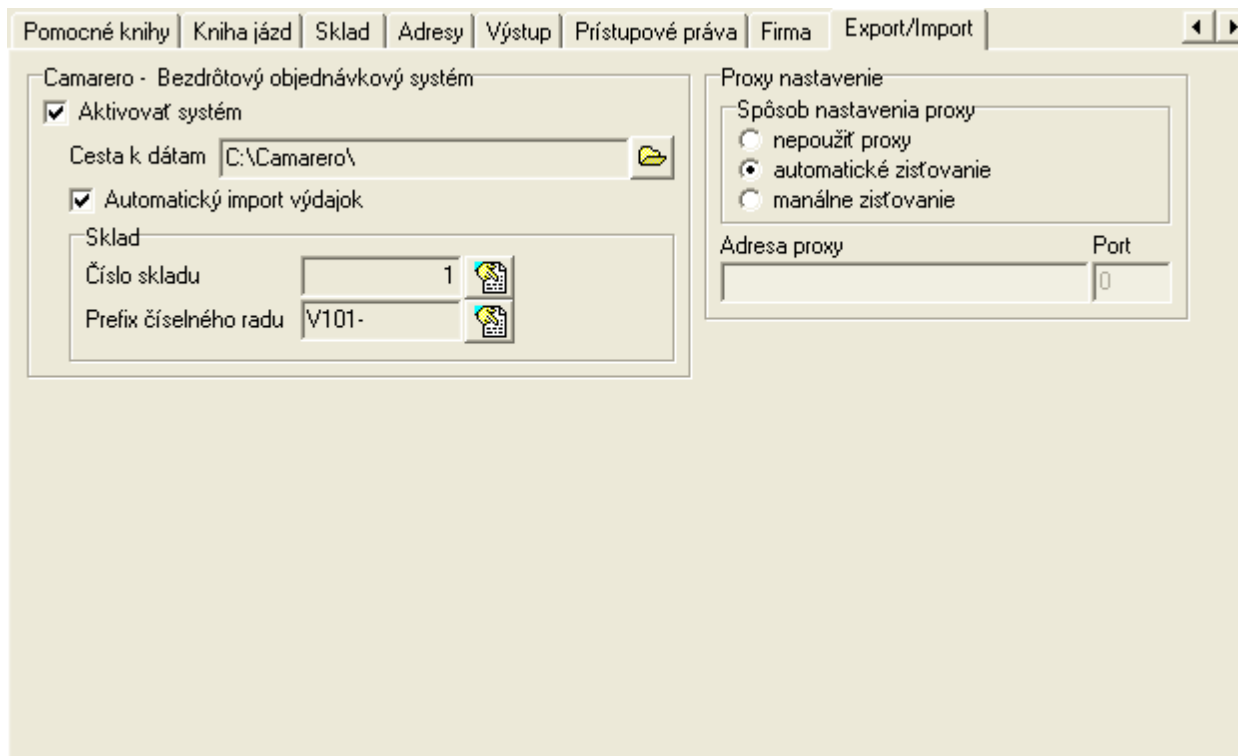 Pomocné knihy Kniha jázd Sklad Adresy Výstup Prístupové práva Firma Export/Import
Camarero - Bezdrôtový objednávkový systém
Aktivovať systém
Cesta k dátam C:\Camarero\
Automatický import výdajok
Sklad
Číslo skladu 1
Prefix číselného radu V101-
Proxy nastavenie
Spôsob nastavenia proxy
nepoužiť proxy
automatické zisťovanie
manálne zisťovanie
Adresa proxy Port
0